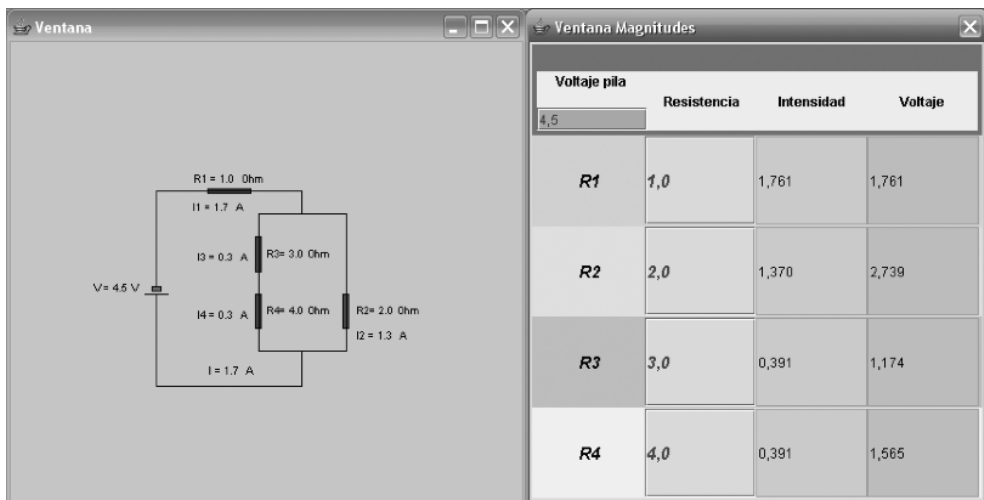 Ventana
R1 = 1.0 Ohm
I1 = 1.7 A
I3 = 0.3 A
R3= 3.0 Ohm
V= 4.5 V
I4 = 0.3 A
R4= 4.0 Ohm
R2= 2.0 Ohm
I2 = 1.3 A
I = 1.7 A
Ventana Magnitudes
Voltaje pila Resistencia Intensidad Voltaje
4,5
R1 1,0 1,761 1,761
R2 2,0 1,370 2,739
R3 3,0 0,391 1,174
R4 4,0 0,391 1,565